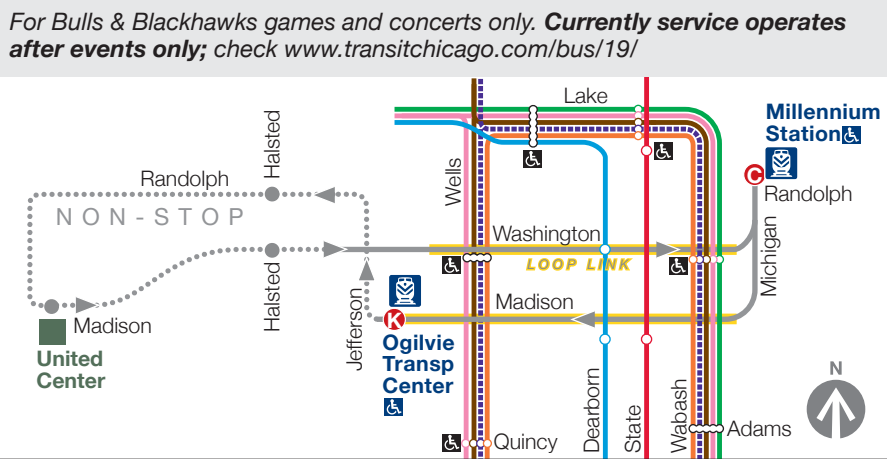 For Bulls & Blackhawks games and concerts only. Currently service operates
after events only; check www.transitchicago.com/bus/19/
Lake
Millennium
Station
C
Randolph
Halsted
Randolph
NON-STOP
Wells
Washington
LOOP LINK
Michigan
Halsted
Jefferson
Madison
Madison
K
United
Center
Ogilvie
Transp
Center
Dearborn
State
Wabash
Quincy
Adams
N